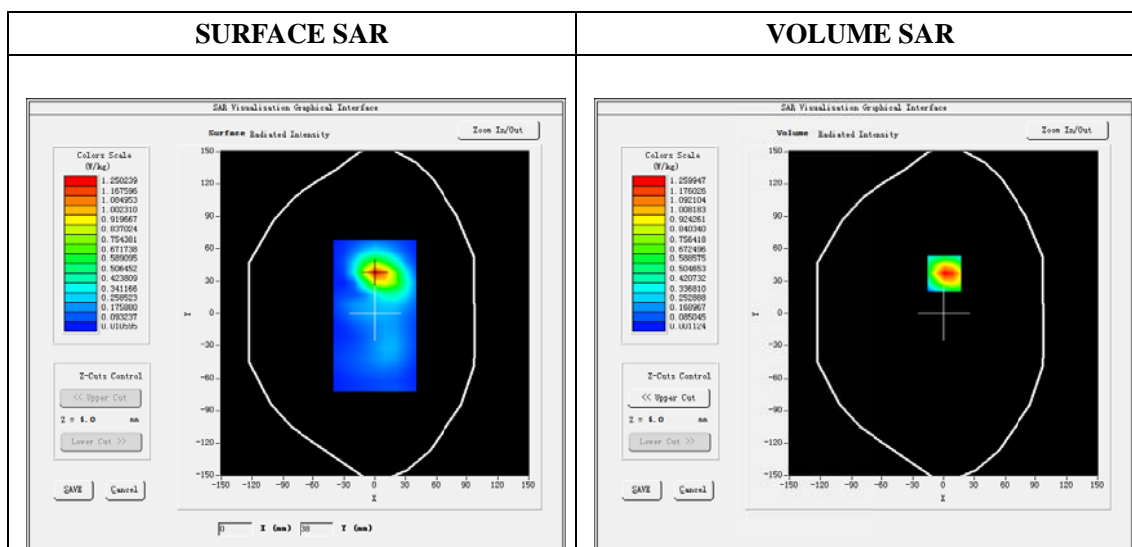 SURFACE SAR
VOLUME SAR
SAR Visualisation Graphical Interface
Surface Radiated Intensity
Zoom In/Out
Colors Scale
(W/kg)
1.250239
1.167596
1.084953
1.002310
0.919667
0.837024
0.754381
0.671738
0.589095
0.506452
0.423809
0.341166
0.258523
0.175880
0.093237
0.010595
Z-Cuts Control
<< Upper Cut
Z = 4.0 mm
Lower Cut >>
SAVE
Cancel
Y
150
120
90
60
30
0
-30
-60
-90
-120
-150
-150 -120 -90 -60 -30 0 30 60 90 120 150
X
0 X (mm) 38 Y (mm)
SAR Visualisation Graphical Interface
Volume Radiated Intensity
Zoom In/Out
Colors Scale
(W/kg)
1.259947
1.176026
1.092104
1.008183
0.924261
0.840340
0.756418
0.672496
0.588575
0.504653
0.420732
0.336810
0.252888
0.168967
0.085045
0.001124
Z-Cuts Control
<< Upper Cut
Z = 4.0 mm
Lower Cut >>
SAVE
Cancel
Y
150
120
90
60
30
0
-30
-60
-90
-120
-150
-150 -120 -90 -60 -30 0 30 60 90 120 150
X